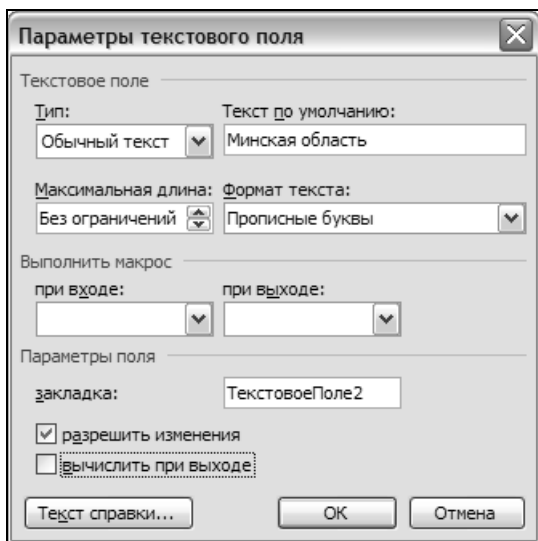 Параметры текстового поля
Текстовое поле
Тип: Текст по умолчанию:
Обычный текст Минская область
Максимальная длина: Формат текста:
Без ограничений Прописные буквы
Выполнить макрос
при входе: при выходе:
Параметры поля
закладка: ТекстовоеПоле2
разрешить изменения
вычислить при выходе
Текст справки... ОК Отмена